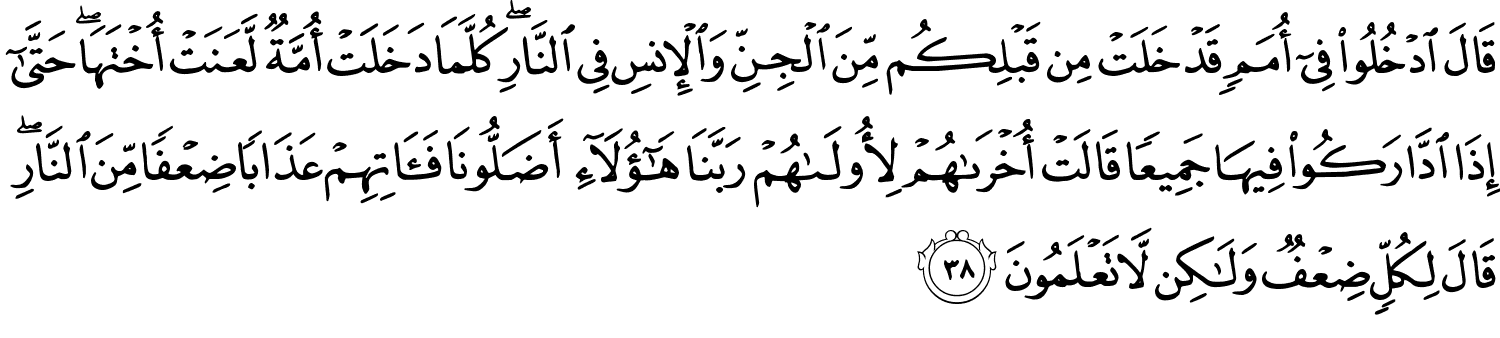 قَالَ ٱدْخُلُوا۟ فِىٓ أُمَمٍ قَدْ خَلَتْ مِن قَبْلِكُم مِّنَ ٱلْجِنِّ وَٱلْإِنسِ فِى ٱلنَّارِ ۖ كُلَّمَا دَخَلَتْ أُمَّةٌ لَّعَنَتْ أُخْتَهَا ۖ حَتَّىٰٓ
إِذَا ٱدَّارَكُوا۟ فِيهَا جَمِيعًا قَالَتْ أُخْرَىٰهُمْ لِأُولَىٰهُمْ رَبَّنَا هَٰٓؤُلَآءِ أَضَلُّونَا فَـَٔاتِهِمْ عَذَابًا ضِعْفًا مِّنَ ٱلنَّارِ ۖ
قَالَ لِكُلٍّ ضِعْفٌ وَلَٰكِن لَّا تَعْلَمُونَ ٣٨